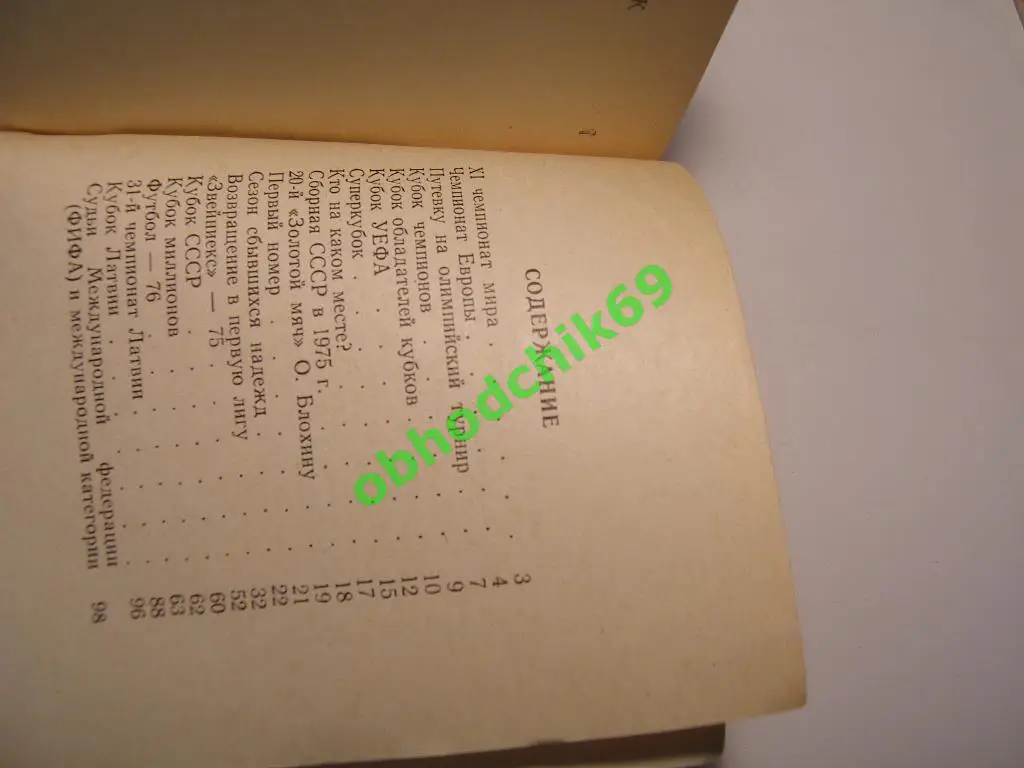 СОДЕРЖАНИЕ
XI чемпионат мира . . . . 3
Чемпионат Европы . . . . 4
Путевку на олимпийский турнир . 7
Кубок чемпионов . . . . 9
Кубок обладателей кубков . . . 10
Кубок УЕФА . . . . . 12
Суперкубок . . . . . 15
Кто на каком месте? . . . . 17
Сборная СССР в 1975 г. . . . 18
20-й «Золотой мяч» О. Блохину . . 19
Первый номер . . . . . 21
Сезон сбывшихся надежд . . . 22
Возвращение в первую лигу . . . 32
«Звейниекс» — 75 . . . . 52
Кубок СССР . . . . . 60
Кубок миллионов . . . . 62
Футбол — 76 . . . . . 63
31-й чемпионат Латвии . . . 88
Кубок Латвии . . . . . 96
Судьи Международной федерации
(ФИФА) и международной категории 98
obhodchik69